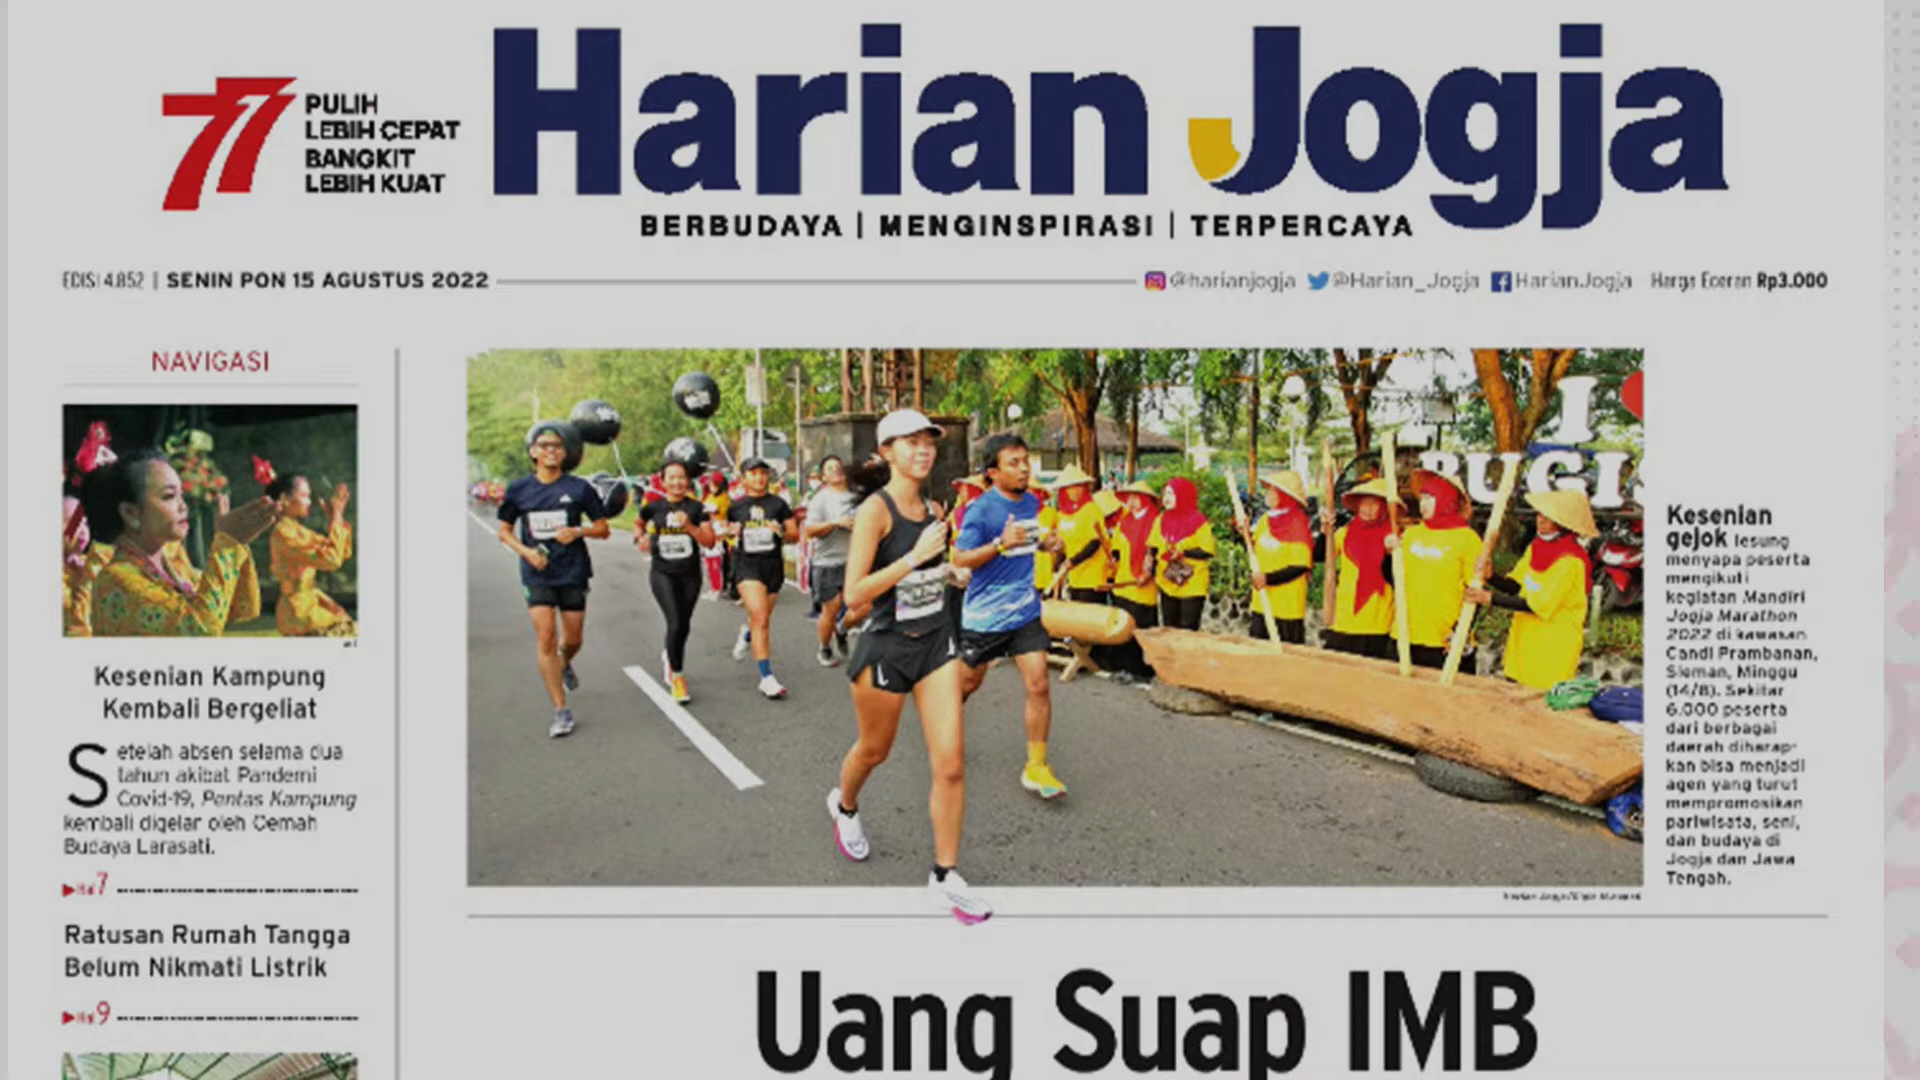 77 PULIH
LEBIH CEPAT
BANGKIT
LEBIH KUAT
Harian Jogja
BERBUDAYA | MENGINSPIRASI | TERPERCAYA
EDISI 4.852 | SENIN PON 15 AGUSTUS 2022
@harianjogja @Harian_Jogja HarianJogja Harga Eceran Rp3.000
NAVIGASI
Kesenian Kampung
Kembali Bergeliat
Setelah absen selama dua
tahun akibat Pandemi
Covid-19, Pentas Kampung
kembali digelar oleh Cemah
Budaya Larasati.
Hal 7
Ratusan Rumah Tangga
Belum Nikmati Listrik
Hal 9
I
BUGIS
Kesenian
gejok lesung
menyapa peserta
mengikuti
kegiatan Mandiri
Jogja Marathon
2022 di kawasan
Candi Prambanan,
Sleman, Minggu
(14/8). Sekitar
6.000 peserta
dari berbagai
daerah diharap-
kan bisa menjadi
agen yang turut
mempromosikan
pariwisata, seni,
dan budaya di
Jogja dan Jawa
Tengah.
Uang Suap IMB